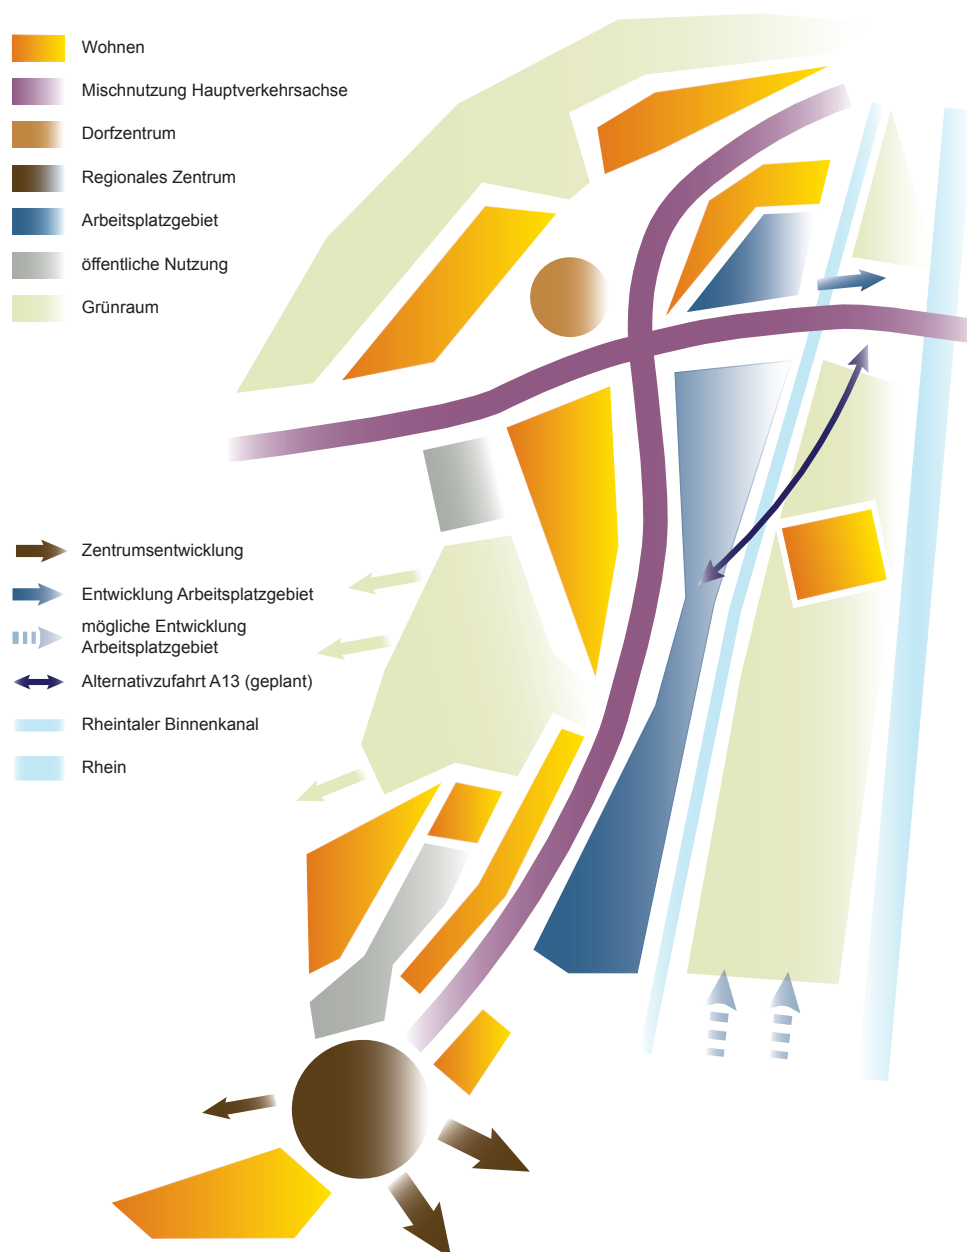 Wohnen
Mischnutzung Hauptverkehrsachse
Dorfzentrum
Regionales Zentrum
Arbeitsplatzgebiet
öffentliche Nutzung
Grünraum
Zentrumsentwicklung
Entwicklung Arbeitsplatzgebiet
mögliche Entwicklung
Arbeitsplatzgebiet
Alternativzufahrt A13 (geplant)
Rheintaler Binnenkanal
Rhein